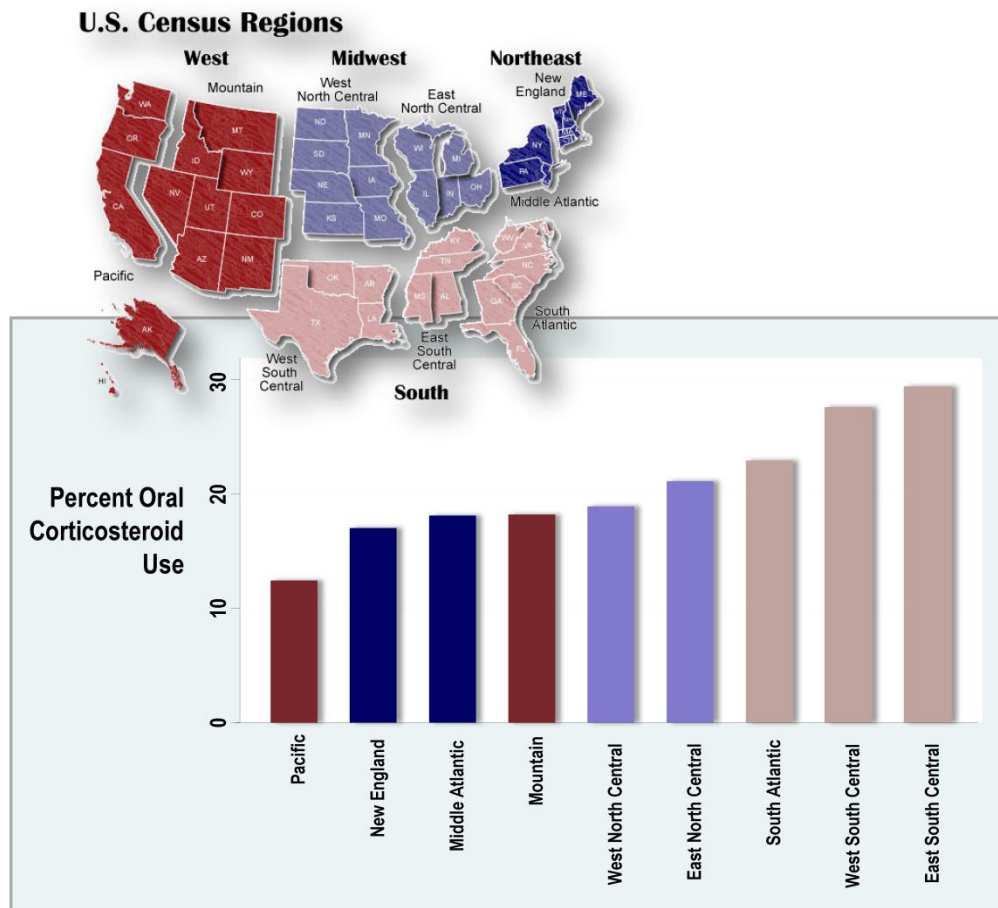 U.S. Census Regions
West
Midwest
Northeast
Mountain
West
North Central
East
North Central
New
England
WA
OR
CA
MT
ID
WY
NV
UT
CO
AZ
NM
ND
MN
SD
NE
IA
KS
MO
WI
MI
IL
IN
OH
NY
PA
ME
Middle Atlantic
Pacific
AK
HI
OK
AR
TX
LA
KY
TN
MS
AL
WV
VA
NC
SC
GA
FL
South
Atlantic
East
South
Central
West
South
Central
South
Percent Oral
Corticosteroid
Use
30
20
10
0
Pacific
New England
Middle Atlantic
Mountain
West North Central
East North Central
South Atlantic
West South Central
East South Central